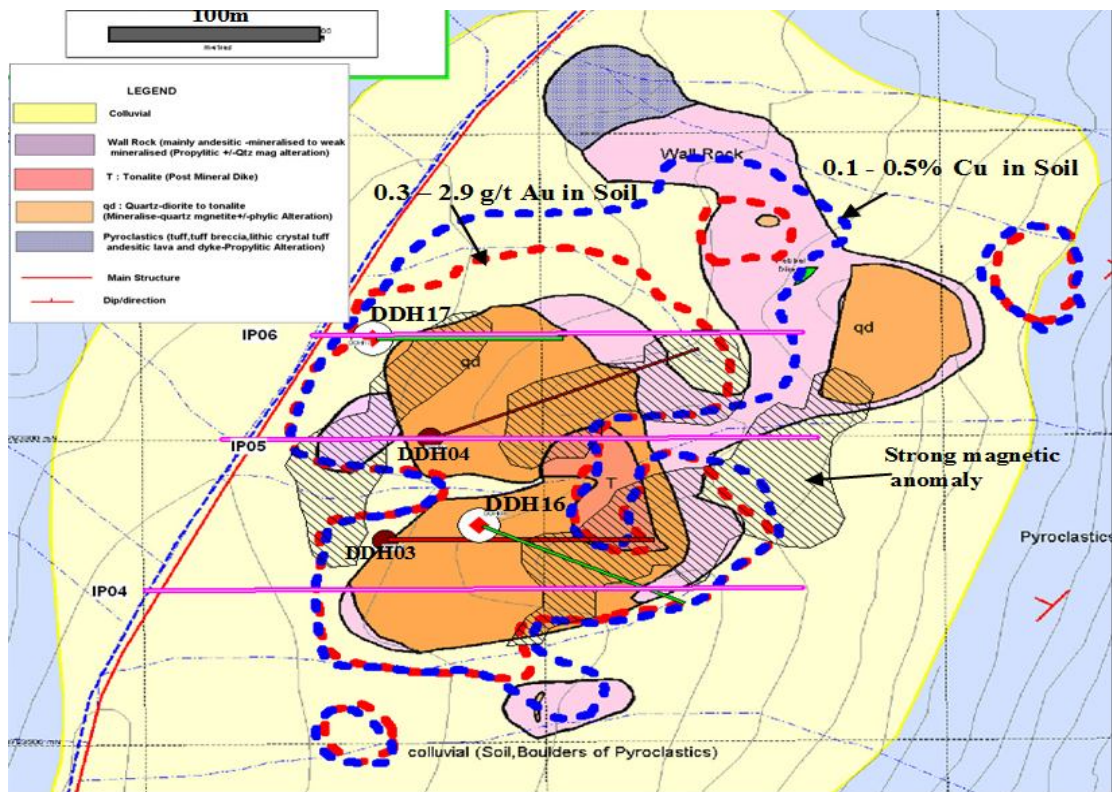 100m
LEGEND
Colluvial
Wall Rock (mainly andesitic -mineralised to weak
mineralised (Propylitic +/-Qtz mag alteration)
T : Tonalite (Post Mineral Dike)
qd : Quartz-diorite to tonalite
(Mineralise-quartz mgnetite+/-phylic Alteration)
Pyroclastics (tuff,tuff breccia,lithic crystal tuff
andesitic lava and dyke-Propylitic Alteration)
Main Structure
Dip/direction
Wall Rock
0.1 - 0.5% Cu in Soil
0.3 – 2.9 g/t Au in Soil
DDH17
IP06
qd
qd
IP05
DDH04
Strong magnetic
anomaly
DDH16
T
DDH03
Pyroclastics
IP04
colluvial (Soil,Boulders of Pyroclastics)